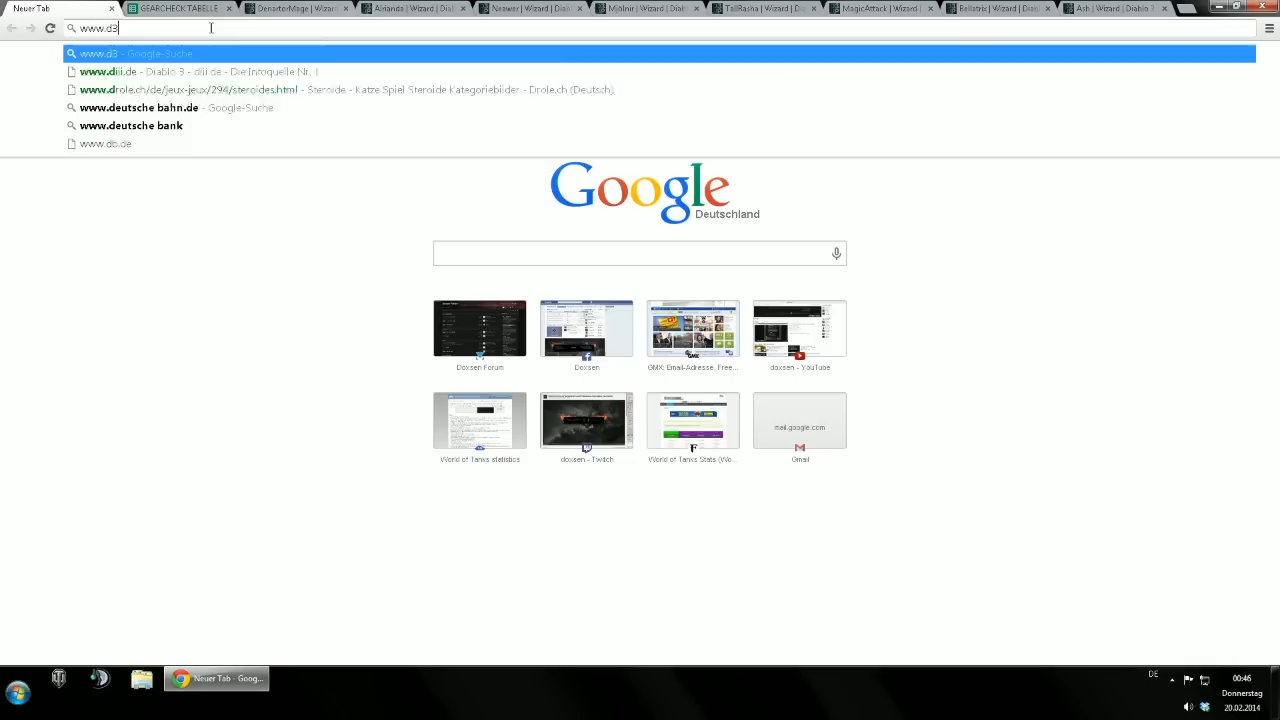 Neuer Tab
GEARCHECK TABELLE
DenartorMage | Wizard
Alrianda | Wizard | Diabl
Neawer | Wizard | Diabl
Mjölnir | Wizard | Diabl
TallRasha | Wizard | Diab
MagicAttack | Wizard |
Bellatrix | Wizard | Diab
Ash | Wizard | Diablo 3
www.d3
www.d3 - Google-Suche
www.diii.de - Diablo 3 - diii.de - Die Infoquelle Nr. 1
www.drole.ch/de/jeux-jeux/294/steroides.html - Steroide. - Katze Spiel Steroide Kategoriebilder - Drole.ch (Deutsch)
www.deutsche bahn.de - Google-Suche
www.deutsche bank
www.db.de
Google
Deutschland
Doxsen Forum
Doxsen
GMX: Email-Adresse, Free...
doxsen - YouTube
mail.google.com
World of Tanks statistics
doxsen - Twitch
World of Tanks Stats (Wo...
Gmail
Neuer Tab - Goog...
DE
00:46
Donnerstag
20.02.2014